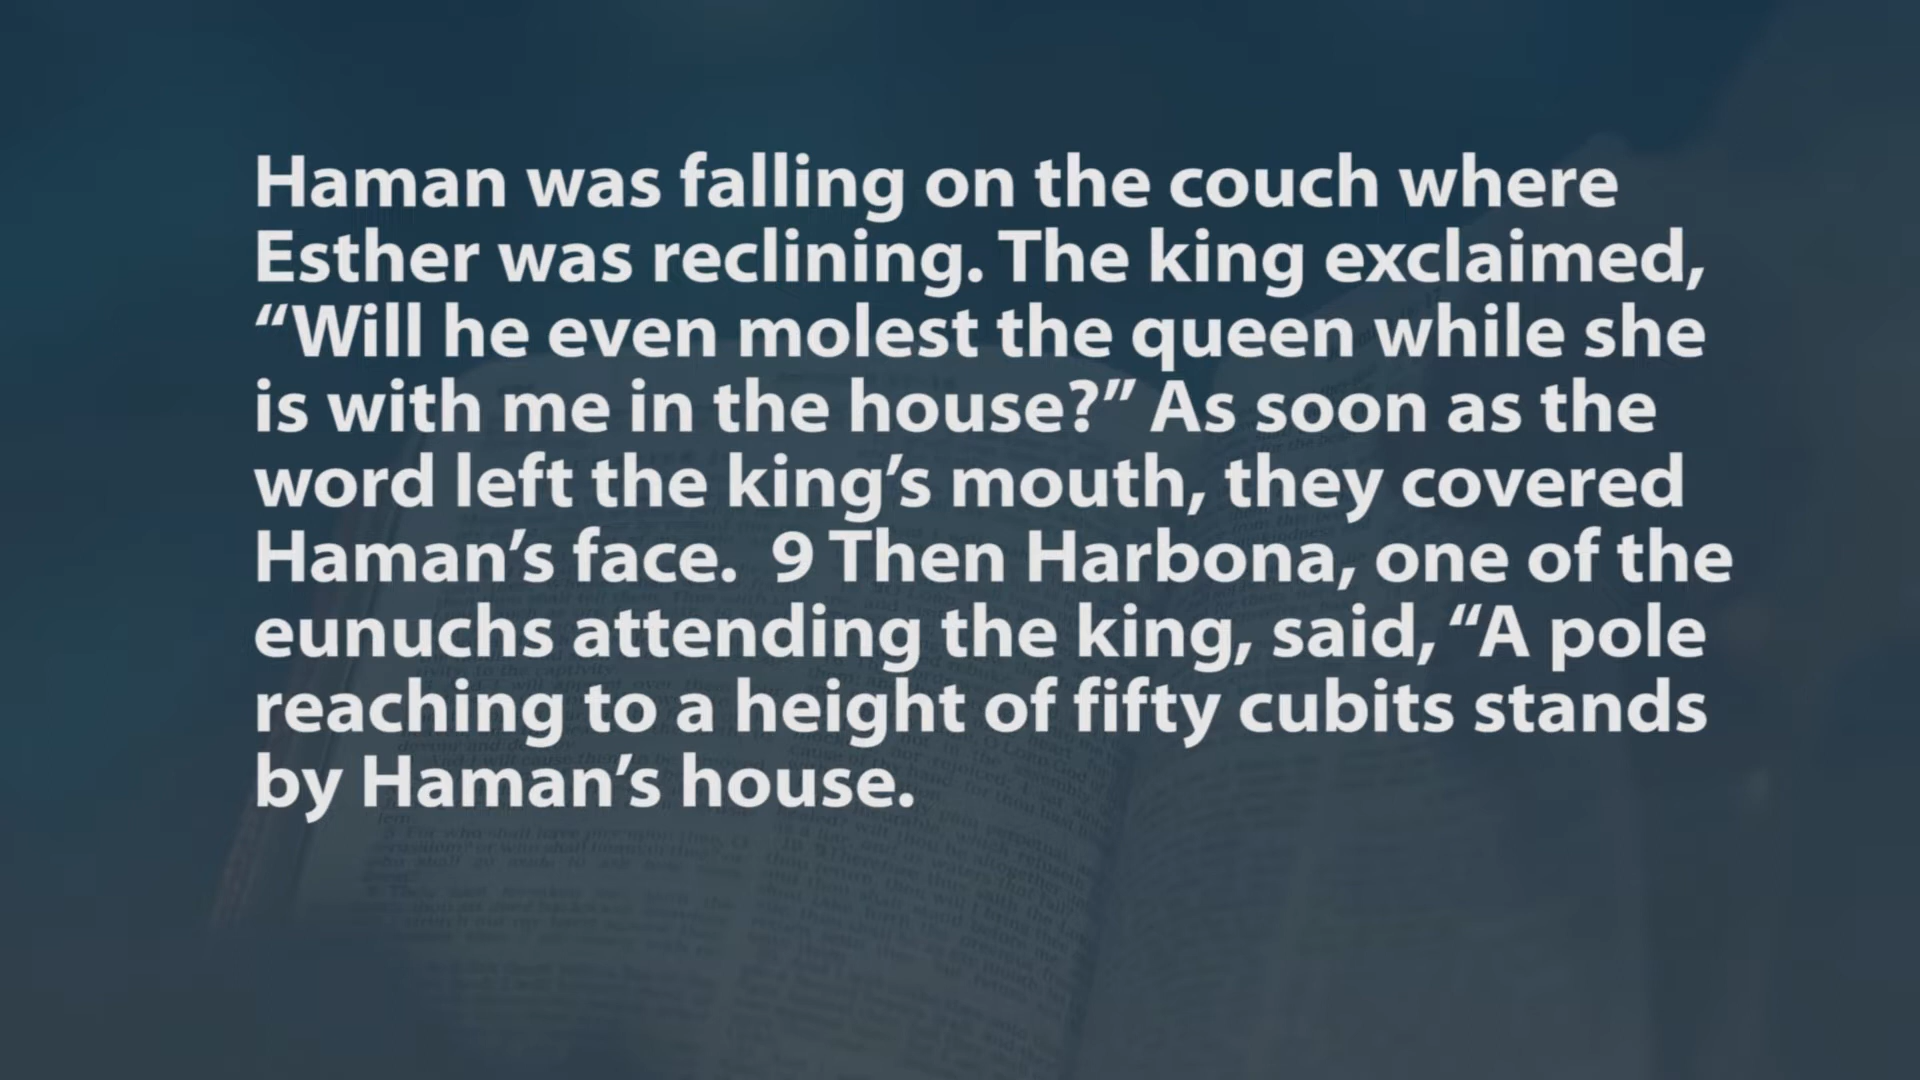 Haman was falling on the couch where
Esther was reclining. The king exclaimed,
“Will he even molest the queen while she
is with me in the house?” As soon as the
word left the king’s mouth, they covered
Haman’s face.  9 Then Harbona, one of the
eunuchs attending the king, said, “A pole
reaching to a height of fifty cubits stands
by Haman’s house.